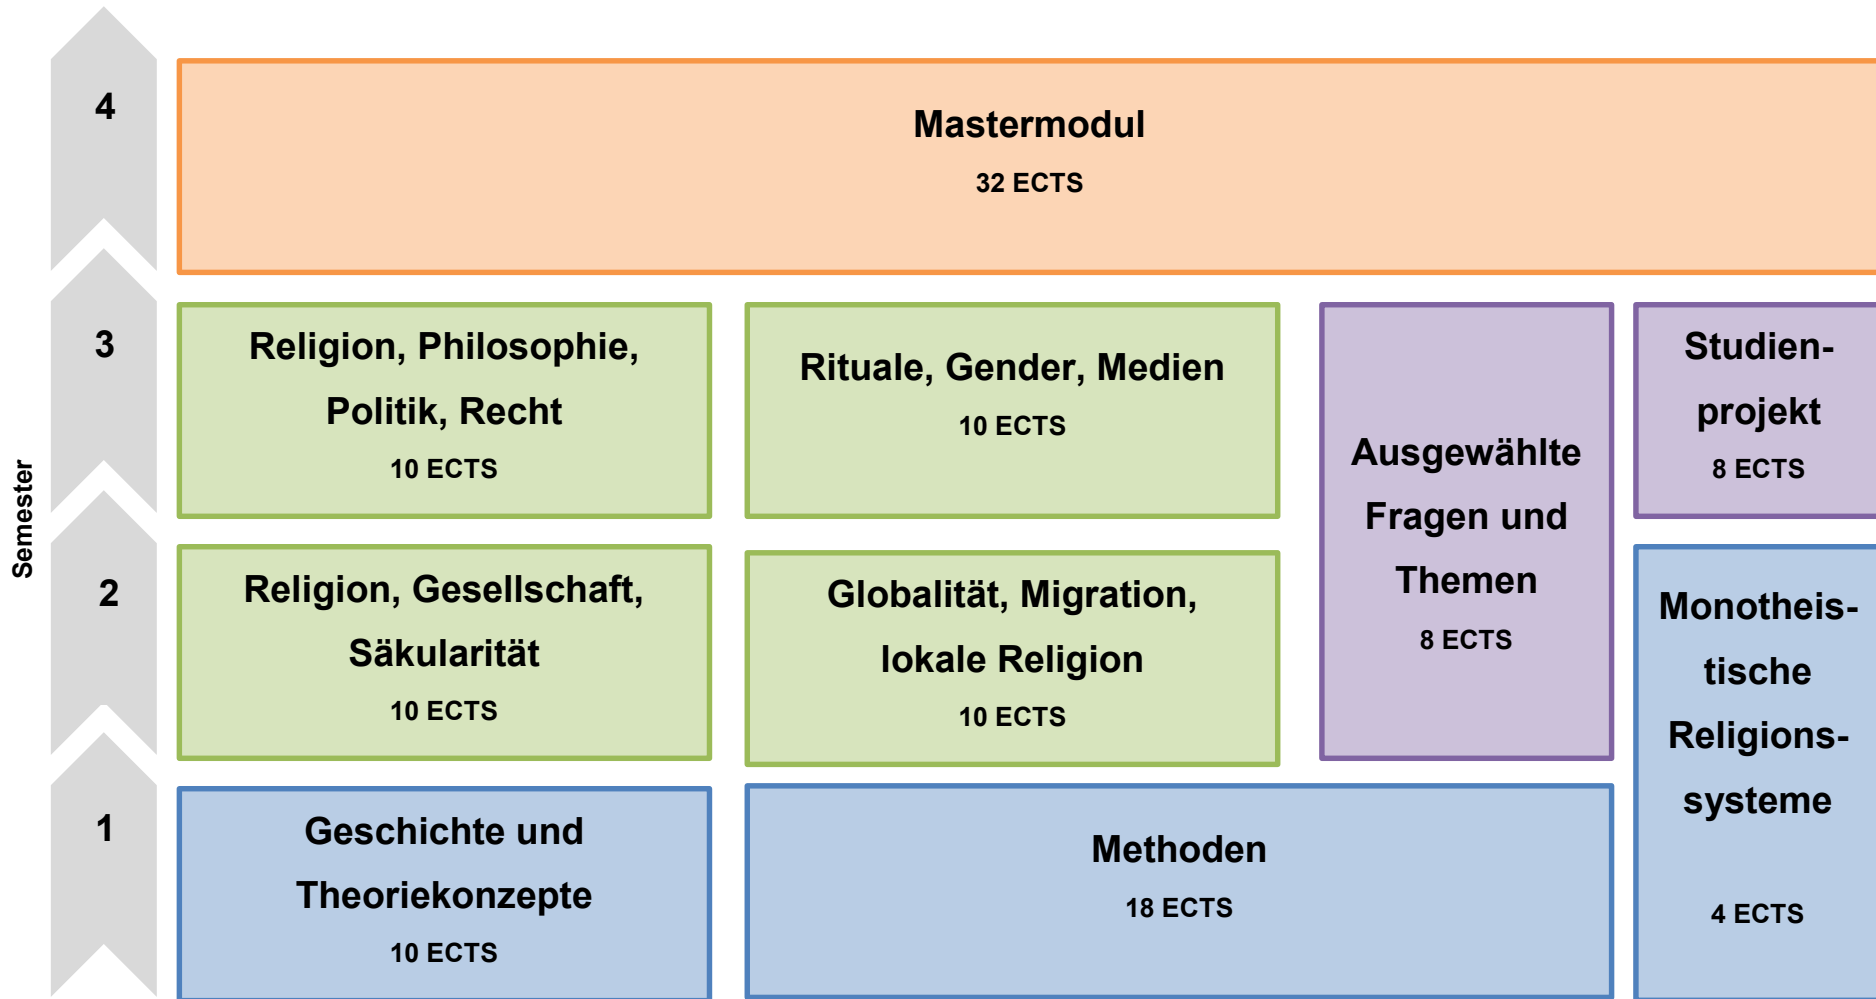 4
Mastermodul
32 ECTS
3
Religion, Philosophie,
Politik, Recht
10 ECTS
Rituale, Gender, Medien
10 ECTS
Ausgewählte
Fragen und
Themen
8 ECTS
Studien-
projekt
8 ECTS
Semester
2
Religion, Gesellschaft,
Säkularität
10 ECTS
Globalität, Migration,
lokale Religion
10 ECTS
Monotheis-
tische
Religions-
systeme
4 ECTS
1
Geschichte und
Theoriekonzepte
10 ECTS
Methoden
18 ECTS